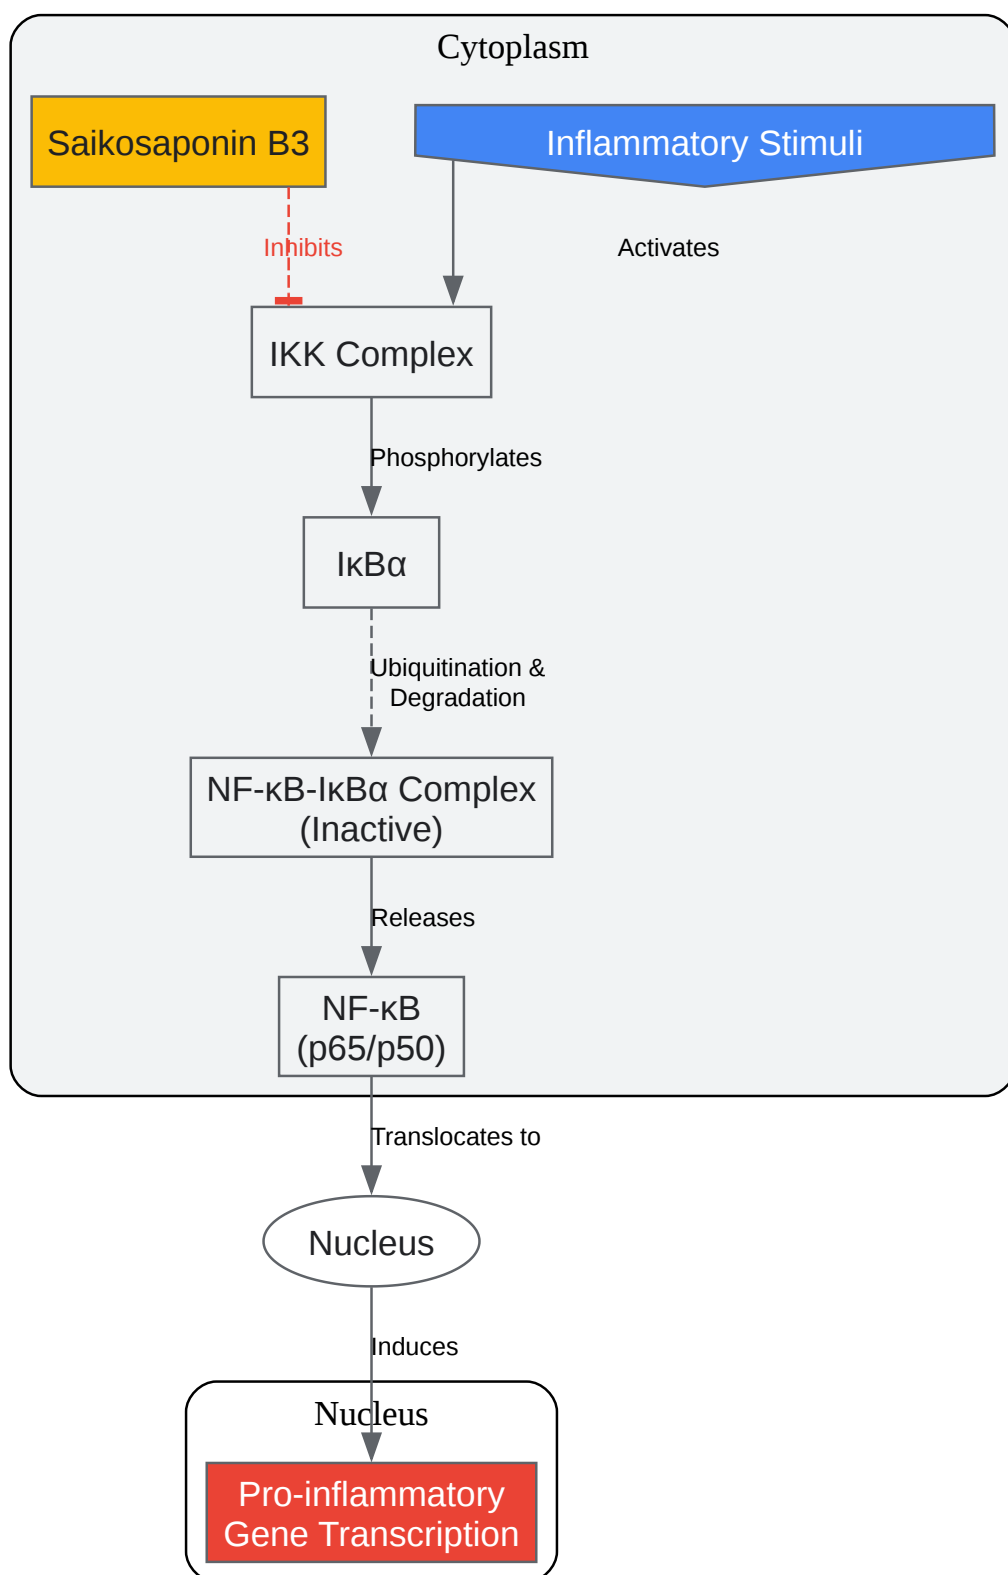 Cytoplasm
Saikosaponin B3
Inflammatory Stimuli
Inhibits
Activates
IKK Complex
Phosphorylates
IκBα
Ubiquitination &
Degradation
NF-κB-IκBα Complex
(Inactive)
Releases
NF-κB
(p65/p50)
Translocates to
Nucleus
Induces
Nucleus
Pro-inflammatory
Gene Transcription